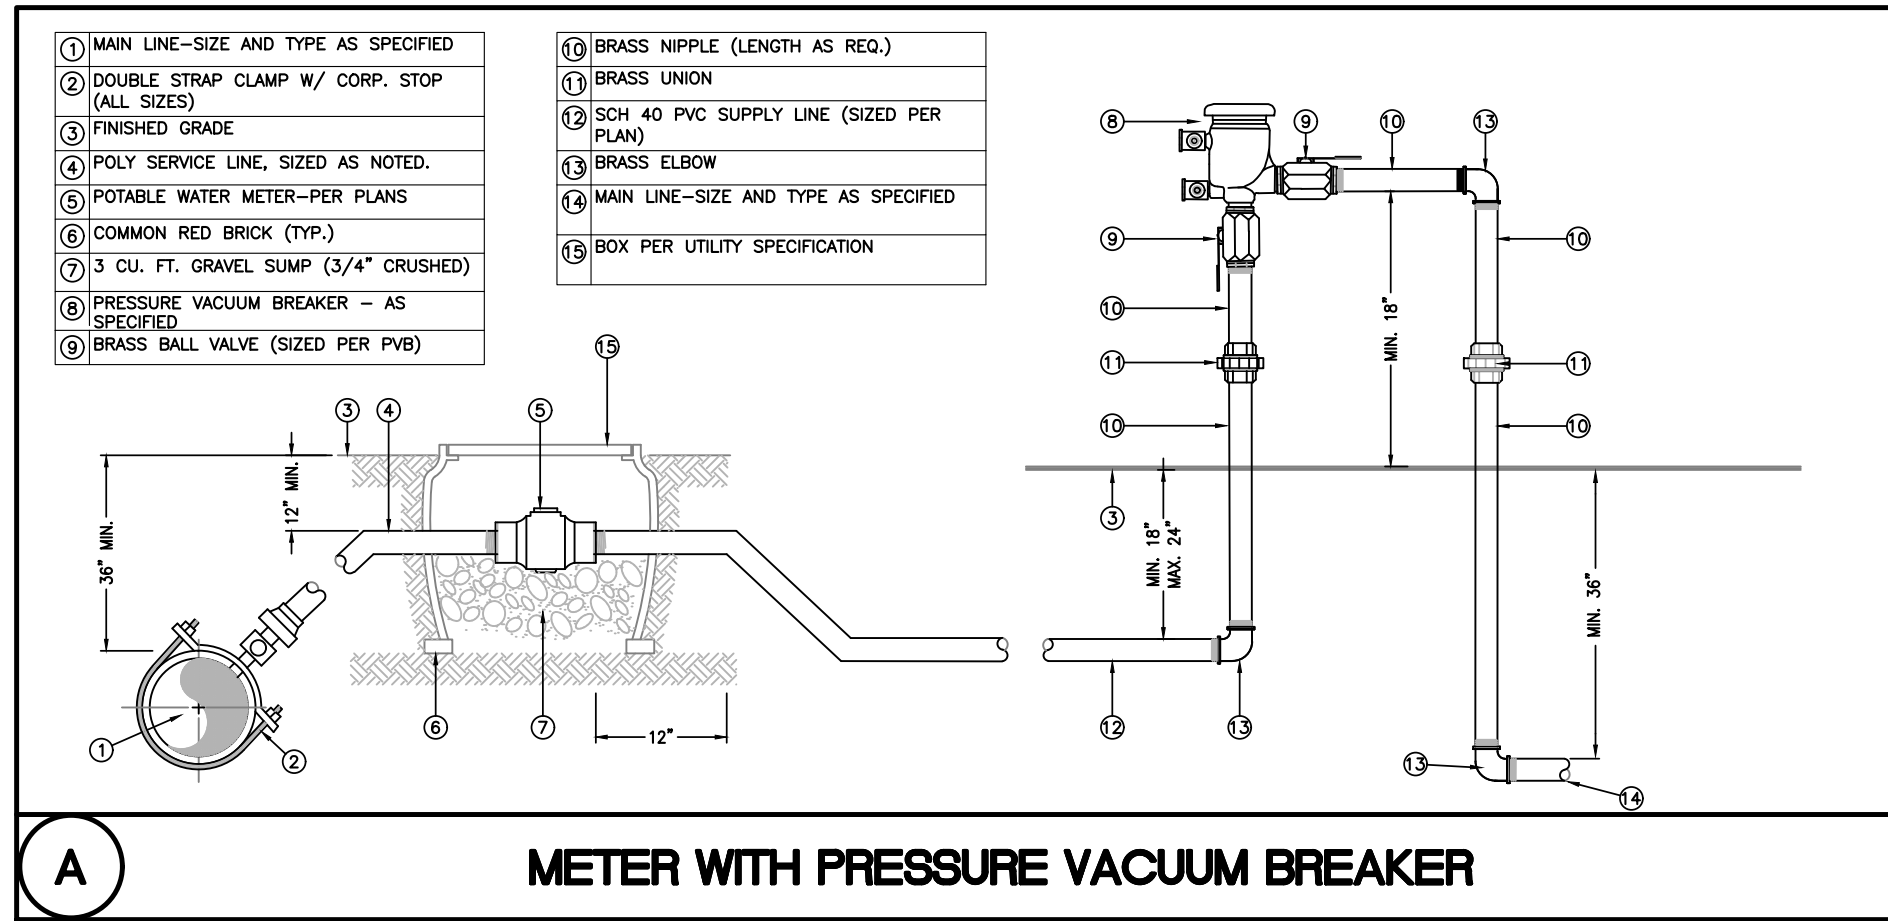 1 MAIN LINE-SIZE AND TYPE AS SPECIFIED
2 DOUBLE STRAP CLAMP W/ CORP. STOP
(ALL SIZES)
3 FINISHED GRADE
4 POLY SERVICE LINE, SIZED AS NOTED.
5 POTABLE WATER METER-PER PLANS
6 COMMON RED BRICK (TYP.)
7 3 CU. FT. GRAVEL SUMP (3/4" CRUSHED)
8 PRESSURE VACUUM BREAKER - AS
SPECIFIED
9 BRASS BALL VALVE (SIZED PER PVB)
10 BRASS NIPPLE (LENGTH AS REQ.)
11 BRASS UNION
12 SCH 40 PVC SUPPLY LINE (SIZED PER
PLAN)
13 BRASS ELBOW
14 MAIN LINE-SIZE AND TYPE AS SPECIFIED
15 BOX PER UTILITY SPECIFICATION
15
3 4 5
36" MIN.
12" MIN.
1 2 6 7
12"
8 9 10 13
9 10
10
11 11
10 10
MIN. 18"
3
MIN. 18"
MAX. 24"
MIN. 36"
12 13 13 14
A
METER WITH PRESSURE VACUUM BREAKER